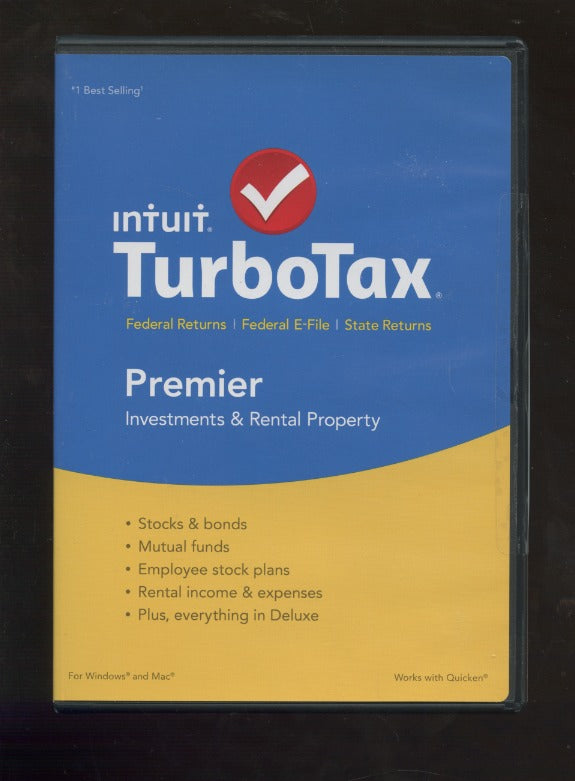 #1 Best Selling¹
intuit®
TurboTax®
Federal Returns | Federal E-File | State Returns
Premier
Investments & Rental Property
• Stocks & bonds
• Mutual funds
• Employee stock plans
• Rental income & expenses
• Plus, everything in Deluxe
For Windows® and Mac®
Works with Quicken®